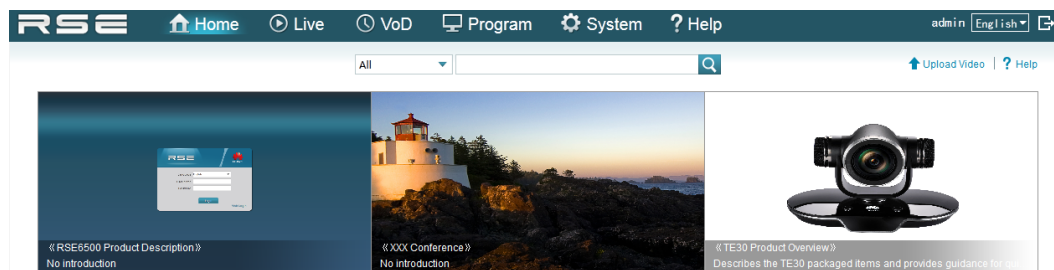 RSE Home Live VoD Program System ? Help admin English
All Upload Video | ? Help
RSE
《RSE6500 Product Description》
No introduction
《XXX Conference》
No introduction
《TE30 Product Overview》
Describes the TE30 packaged items and provides guidance for